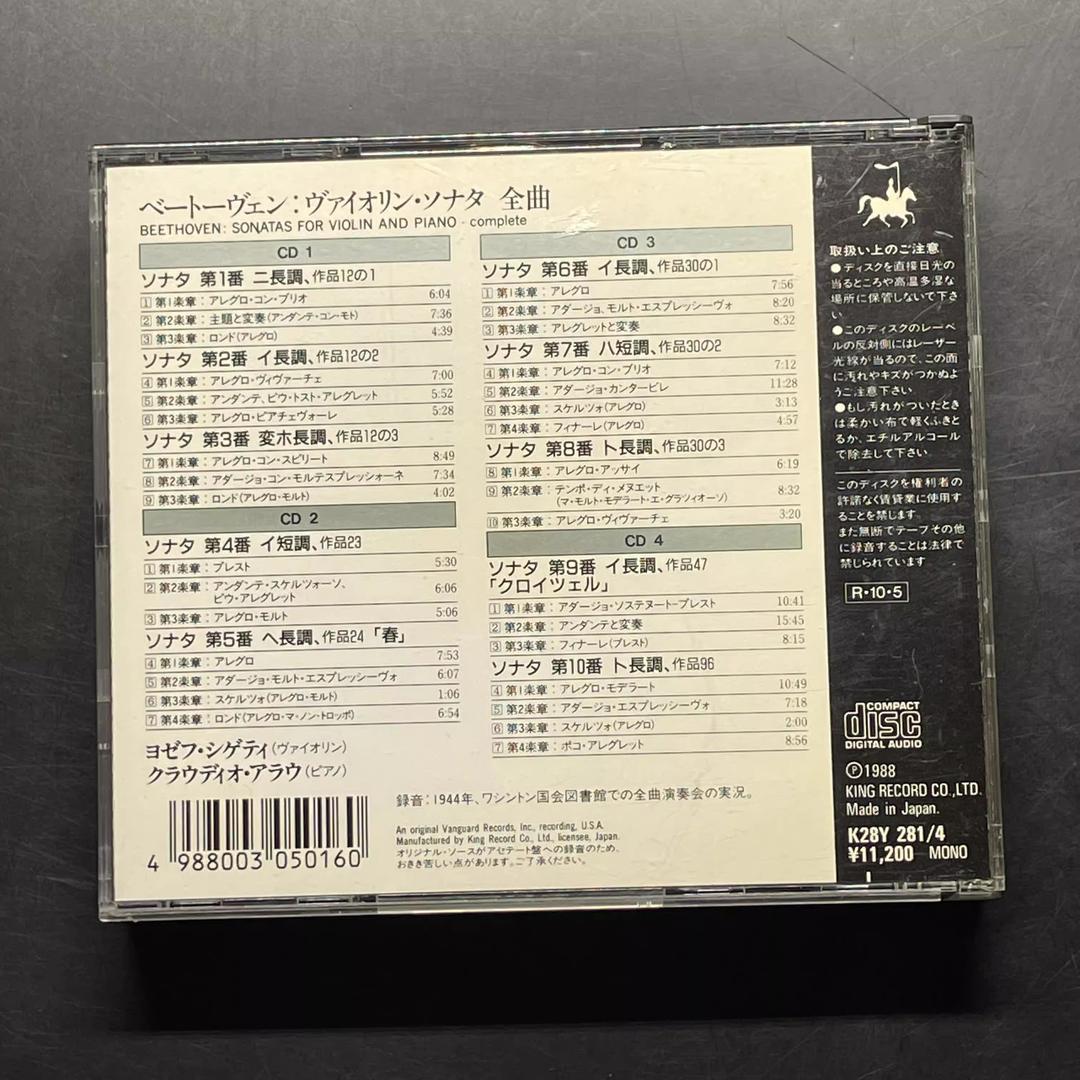 ベートーヴェン：ヴァイオリン・ソナタ 全曲
BEETHOVEN: SONATAS FOR VIOLIN AND PIANO - complete
CD 1
ソナタ 第1番 ニ長調、作品12の1
1 第1楽章：アレグロ・コン・ブリオ 6:04
2 第2楽章：主題と変奏(アンダンテ・コン・モト) 7:36
3 第3楽章：ロンド(アレグロ) 4:39
ソナタ 第2番 イ長調、作品12の2
4 第1楽章：アレグロ・ヴィヴァーチェ 7:00
5 第2楽章：アンダンテ、ピウ・トスト・アレグレット 5:52
6 第3楽章：アレグロ・ピアチェヴォーレ 5:28
ソナタ 第3番 変ホ長調、作品12の3
7 第1楽章：アレグロ・コン・スピリート 8:49
8 第2楽章：アダージョ・コン・モルテスプレッショーネ 7:34
9 第3楽章：ロンド(アレグロ・モルト) 4:02
CD 2
ソナタ 第4番 イ短調、作品23
1 第1楽章：プレスト 5:30
2 第2楽章：アンダンテ・スケルツォーソ、
ピウ・アレグレット 6:06
3 第3楽章：アレグロ・モルト 5:06
ソナタ 第5番 ヘ長調、作品24「春」
4 第1楽章：アレグロ 7:53
5 第2楽章：アダージョ・モルト・エスプレッシーヴォ 6:07
6 第3楽章：スケルツォ(アレグロ・モルト) 1:06
7 第4楽章：ロンド(アレグロ・マ・ノン・トロッポ) 6:54
ヨゼフ・シゲティ(ヴァイオリン)
クラウディオ・アラウ(ピアノ)
4 988003 050160
CD 3
ソナタ 第6番 イ長調、作品30の1
1 第1楽章：アレグロ 7:56
2 第2楽章：アダージョ、モルト・エスプレッシーヴォ 8:20
3 第3楽章：アレグレットと変奏 8:32
ソナタ 第7番 ハ短調、作品30の2
4 第1楽章：アレグロ・コン・ブリオ 7:12
5 第2楽章：アダージョ・カンタービレ 11:28
6 第3楽章：スケルツォ(アレグロ) 3:13
7 第4楽章：フィナーレ(アレグロ) 4:57
ソナタ 第8番 ト長調、作品30の3
8 第1楽章：アレグロ・アッサイ 6:19
9 第2楽章：テンポ・ディ・メヌエット
(マ・モルト・モデラート・エ・グラツィオーソ) 8:32
10 第3楽章：アレグロ・ヴィヴァーチェ 3:20
CD 4
ソナタ 第9番 イ長調、作品47
「クロイツェル」
1 第1楽章：アダージョ・ソステヌート-プレスト 10:41
2 第2楽章：アンダンテと変奏 15:45
3 第3楽章：フィナーレ(プレスト) 8:15
ソナタ 第10番 ト長調、作品96
4 第1楽章：アレグロ・モデラート 10:49
5 第2楽章：アダージョ・エスプレッシーヴォ 7:18
6 第3楽章：スケルツォ(アレグロ) 2:00
7 第4楽章：ポコ・アレグレット 8:56
録音：1944年、ワシントン国会図書館での全曲演奏会の実況。
An original Vanguard Records, Inc., recording, U.S.A.
Manufactured by King Record Co., Ltd., licensee, Japan.
オリジナル・ソースがアセテート盤への録音のため、
おきき苦しい点があります。ご了承ください。
取扱い上のご注意
●ディスクを直接日光の
当るところや高温多湿な
場所に保管しないで下さ
い
●このディスクのレーベ
ルの反対側にはレーザー
光線が当るので、この面
に汚れやキズがつかぬよ
うご注意下さい
●もし汚れがついたとき
は柔かい布で軽くふきと
るか、エチルアルコール
で除去して下さい
このディスクを権利者の
許諾なく賃貸業に使用す
ることを禁じます。
また無断でテープその他
に録音することは法律で
禁じられています
R・10・5
COMPACT
disc
DIGITAL AUDIO
Ⓟ1988
KING RECORD CO.,LTD.
Made in Japan.
K28Y 281/4
¥11,200 MONO